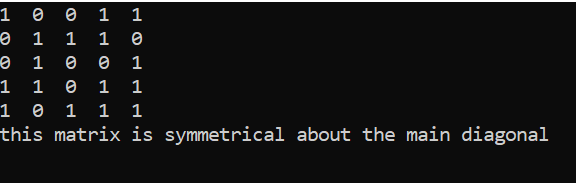 1 0 0 1 1
0 1 1 1 0
0 1 0 0 1
1 1 0 1 1
1 0 1 1 1
this matrix is symmetrical about the main diagonal